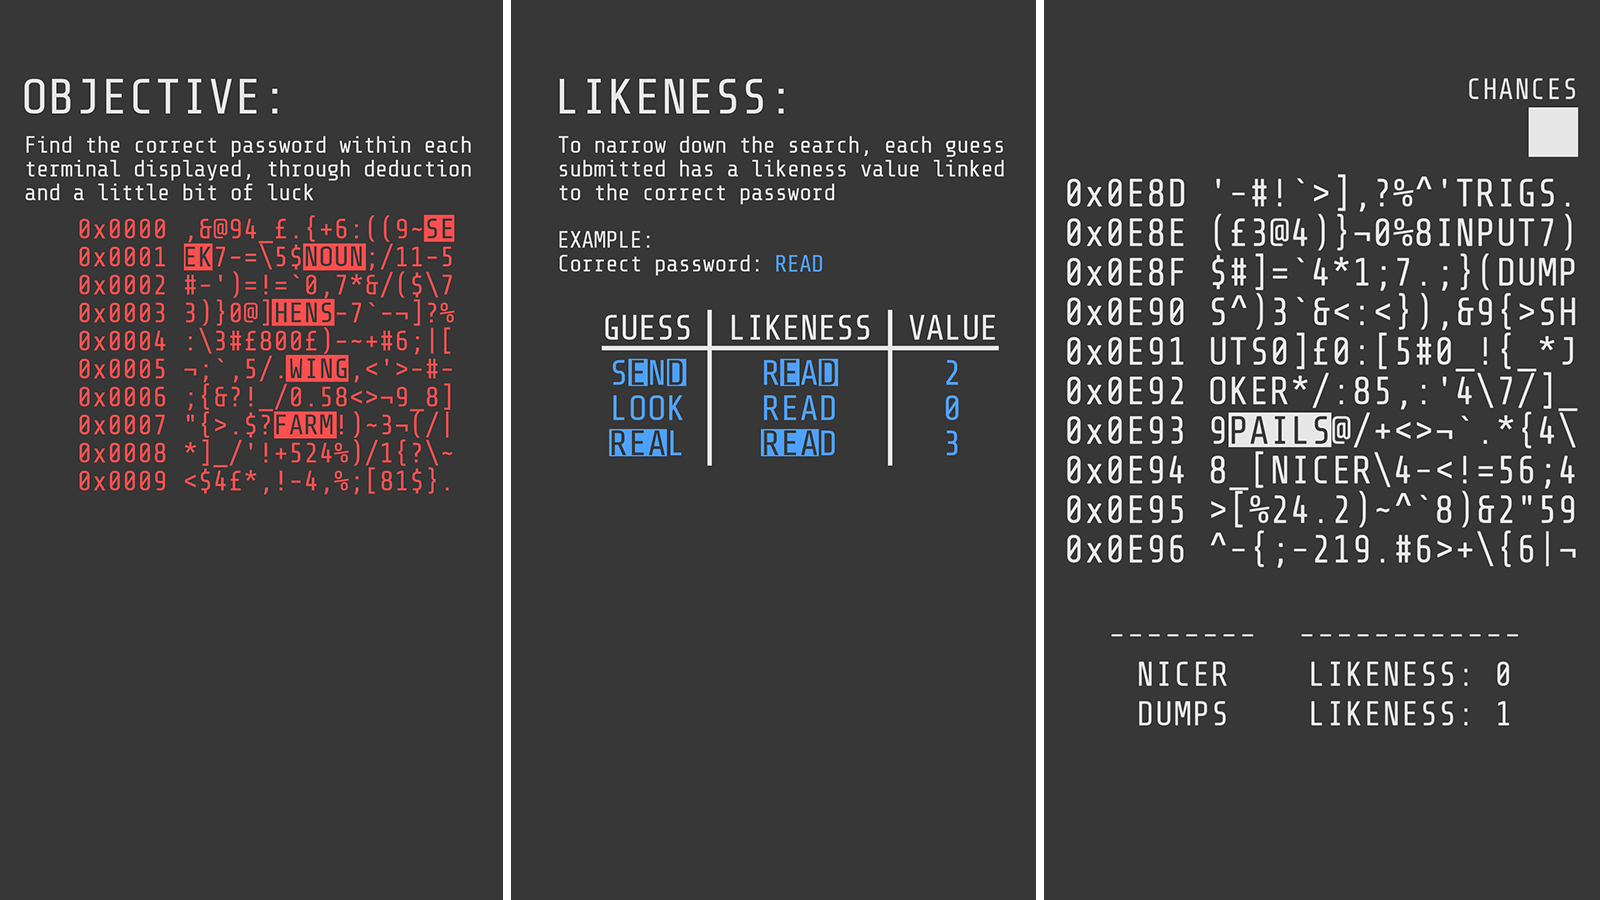 OBJECTIVE:
Find the correct password within each
terminal displayed, through deduction
and a little bit of luck
0x0000 ,&@94_£.{+6:((9~SE
0x0001 EK7-=\5$NOUN;/11-5
0x0002 #-')=!=`0,7*&/($\7
0x0003 3)}0@]HENS-7`-¬]?%
0x0004 :\3#£800£)-~+#6;|[
0x0005 ¬;`,5/.WING,<'>-#-
0x0006 ;{&?!_/0.58<>¬9_8]
0x0007 "{>.$?FARM!)~3¬(/|
0x0008 *]_/'!+524%)/1{?\~
0x0009 <$4£*,!-4,%;[81$}.
LIKENESS:
To narrow down the search, each guess
submitted has a likeness value linked
to the correct password
EXAMPLE:
Correct password: READ
GUESS LIKENESS VALUE
SEND READ 2
LOOK READ 0
REAL READ 3
CHANCES
0x0E8D '-#!`>],?%^'TRIGS.
0x0E8E (£3@4)}¬0%8INPUT7)
0x0E8F $#]=`4*1;7.;}(DUMP
0x0E90 S^)3`&<:<}),&9{>SH
0x0E91 UTS0]£0:[5#0_!{_*J
0x0E92 OKER*/:85,:'4\7/]_
0x0E93 9PAILS@/+<>¬`.*{4\
0x0E94 8_[NICER\4-<!=56;4
0x0E95 >[%24.2)~^`8)&2"59
0x0E96 ^-{;-219.#6>+\{6|¬
-------- ------------
NICER LIKENESS: 0
DUMPS LIKENESS: 1